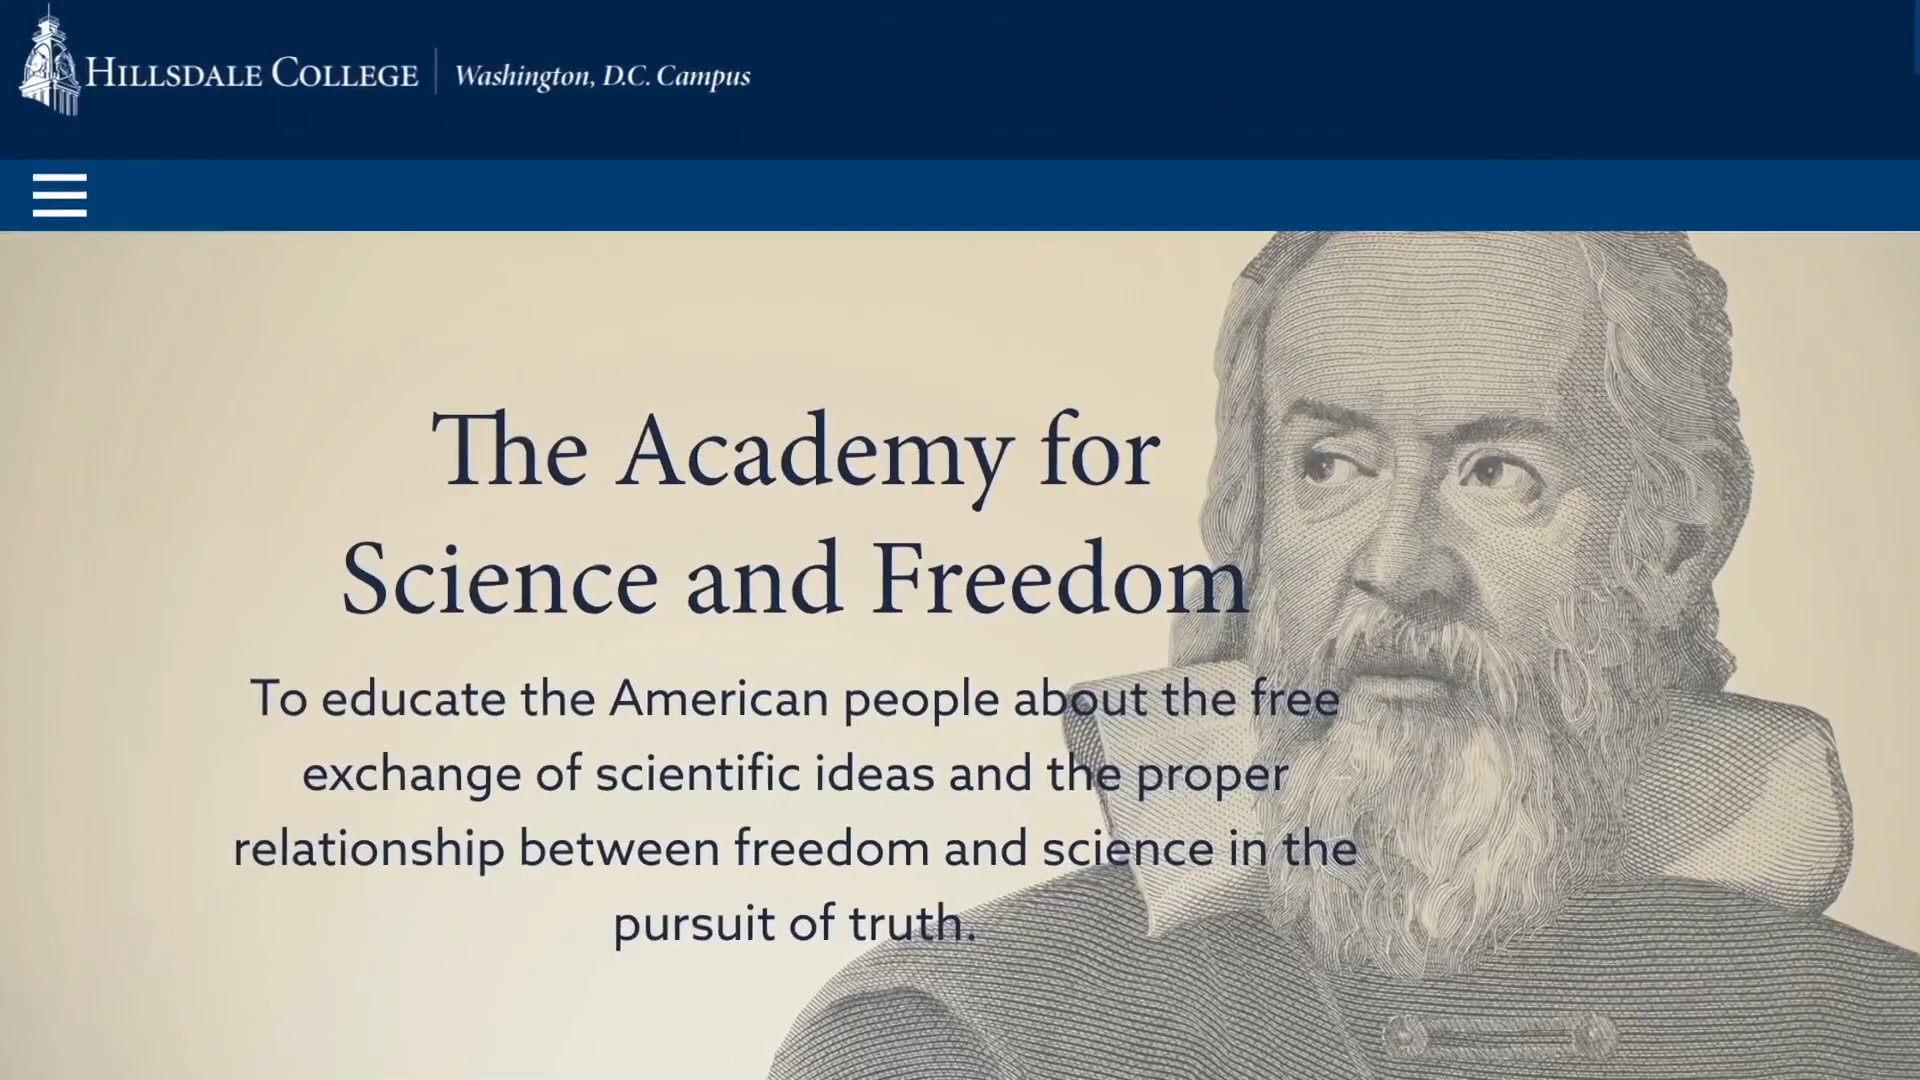 HILLSDALE COLLEGE | Washington, D.C. Campus
The Academy for
Science and Freedom
To educate the American people about the free
exchange of scientific ideas and the proper
relationship between freedom and science in the
pursuit of truth.